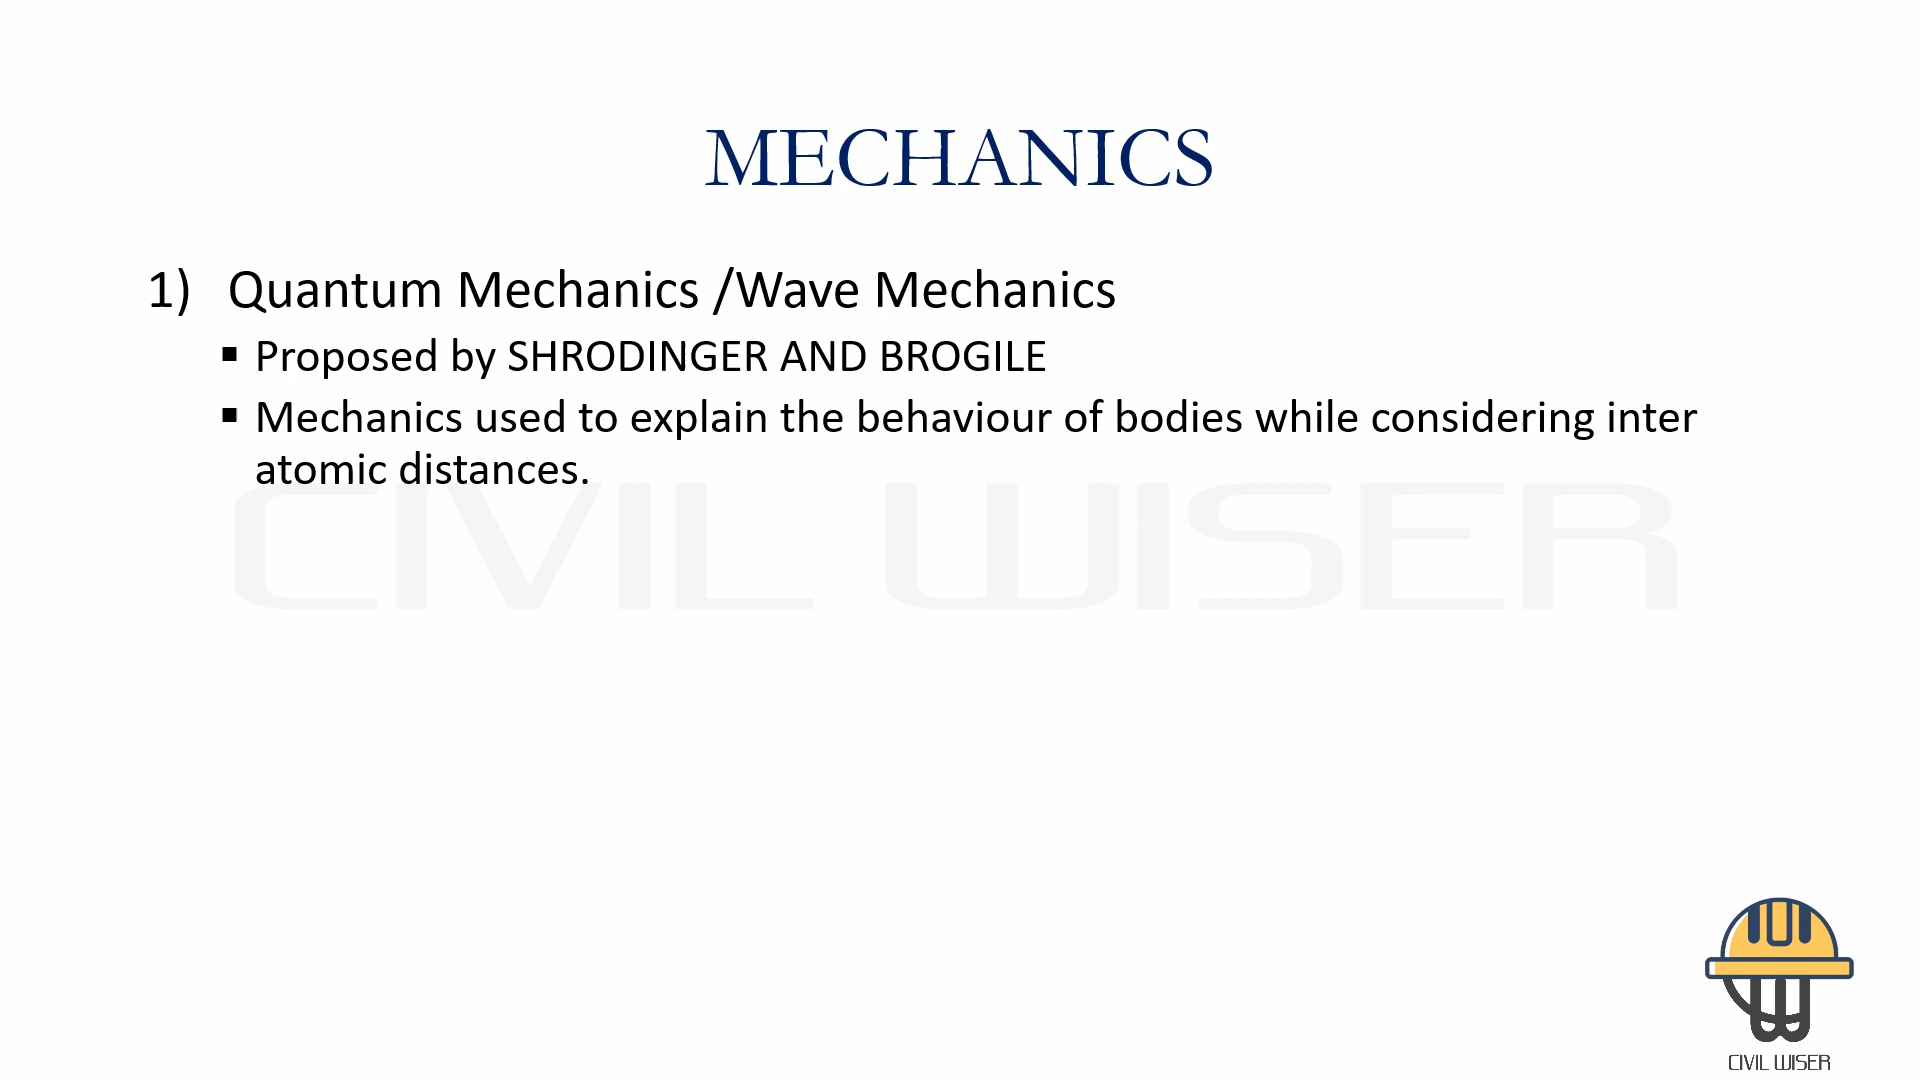 MECHANICS
1) Quantum Mechanics /Wave Mechanics
▪ Proposed by SHRODINGER AND BROGILE
▪ Mechanics used to explain the behaviour of bodies while considering inter
atomic distances.
CIVIL WISER
CIVIL WISER